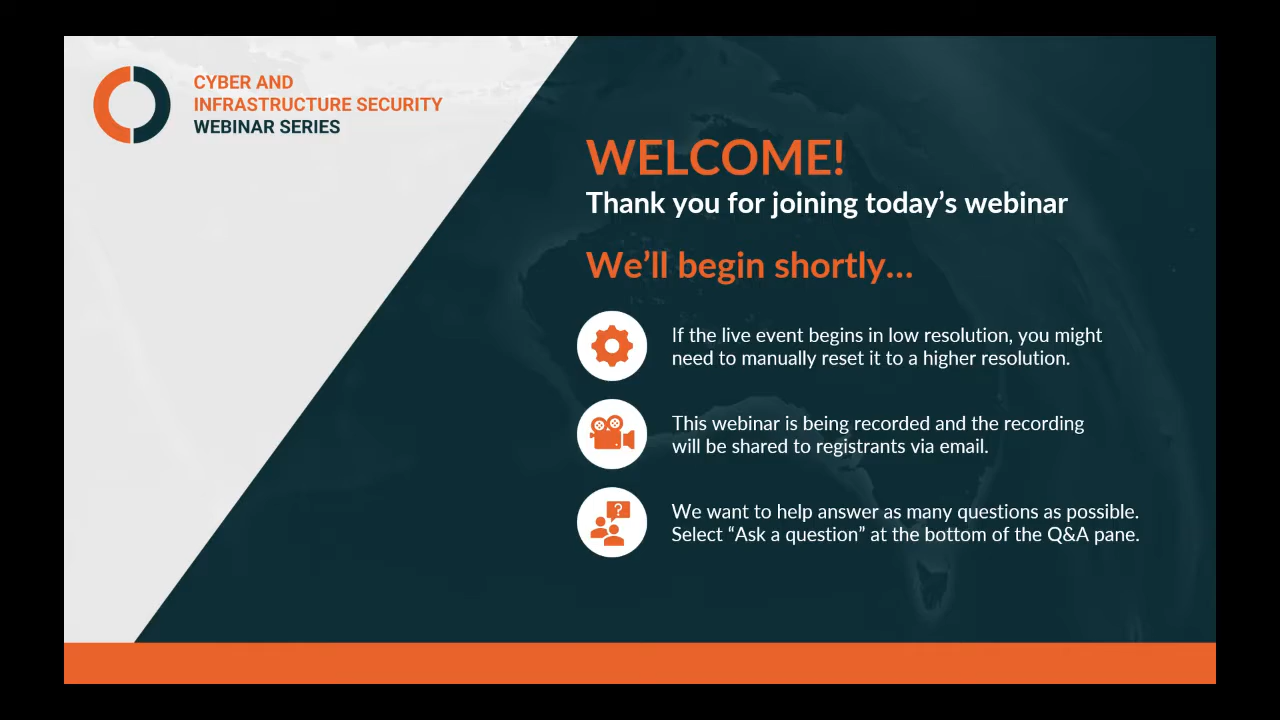 CYBER AND
INFRASTRUCTURE SECURITY
WEBINAR SERIES
WELCOME!
Thank you for joining today’s webinar
We’ll begin shortly...
If the live event begins in low resolution, you might
need to manually reset it to a higher resolution.
This webinar is being recorded and the recording
will be shared to registrants via email.
?
We want to help answer as many questions as possible.
Select “Ask a question” at the bottom of the Q&A pane.